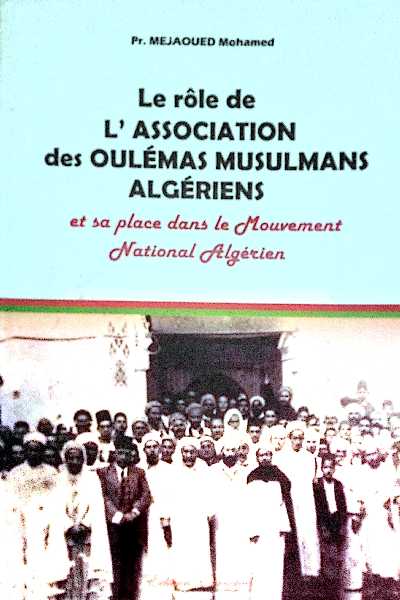 Pr. MEJAOUED Mohamed
Le rôle de
L' ASSOCIATION
des OULÉMAS MUSULMANS
ALGÉRIENS
et sa place dans le Mouvement
National Algérien